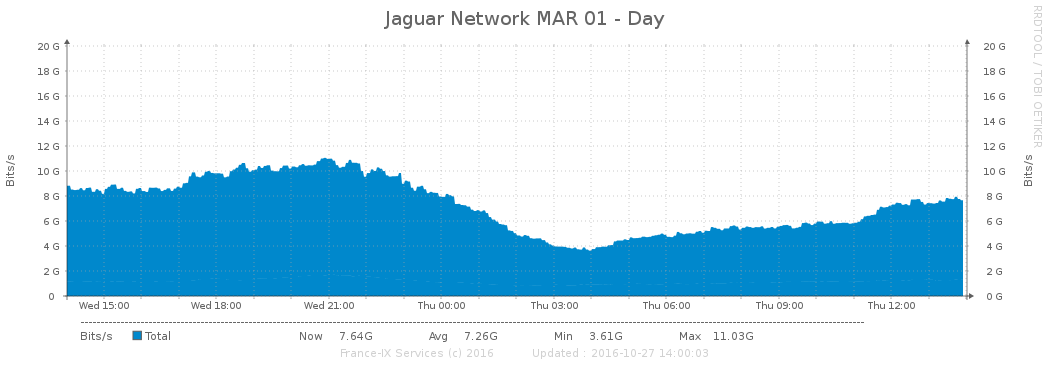 Jaguar Network MAR 01 - Day
RRDTOOL / TOBI OETIKER
Bits/s
20 G 20 G
18 G 18 G
16 G 16 G
14 G 14 G
12 G 12 G
10 G 10 G
8 G 8 G
6 G 6 G
4 G 4 G
2 G 2 G
0 0 G
Bits/s
Wed 15:00 Wed 18:00 Wed 21:00 Thu 00:00 Thu 03:00 Thu 06:00 Thu 09:00 Thu 12:00
Bits/s Total Now 7.64G Avg 7.26G Min 3.61G Max 11.03G
France-IX Services (c) 2016 Updated : 2016-10-27 14:00:03